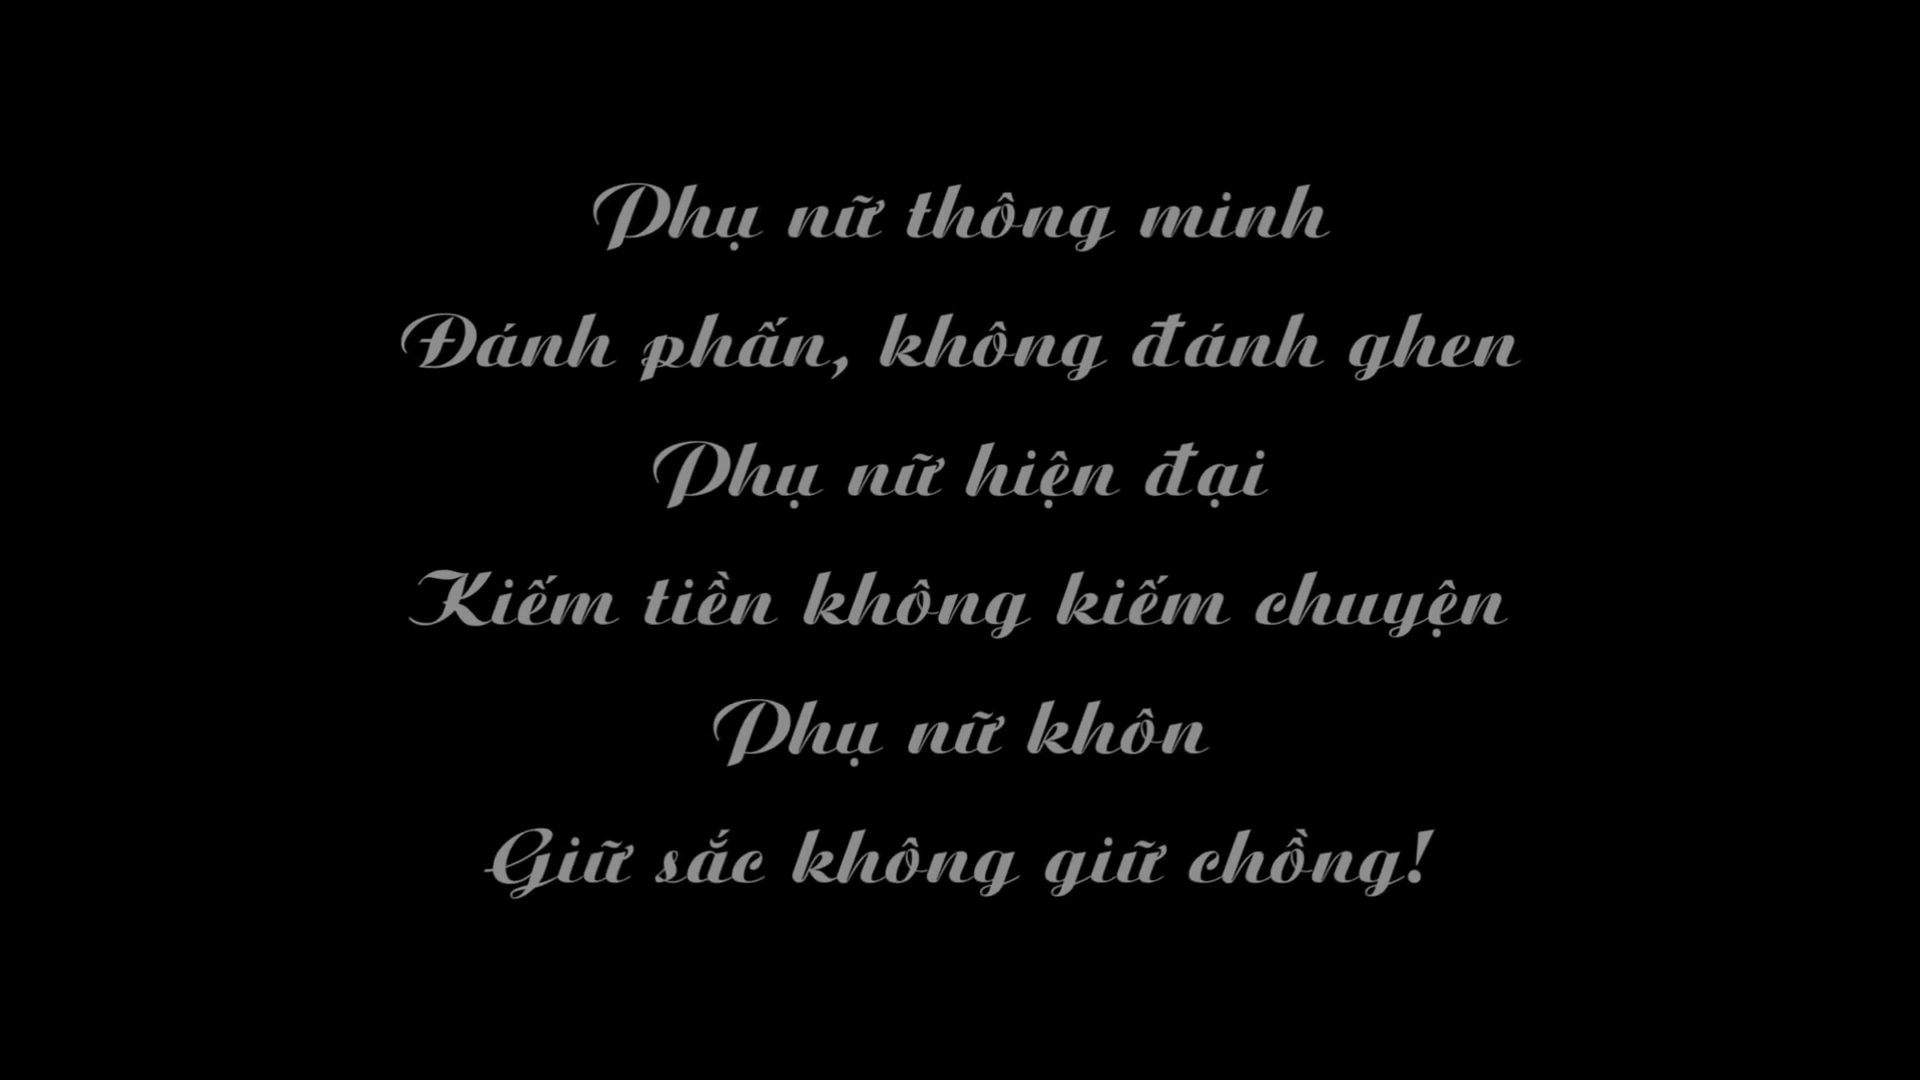 Phụ nữ thông minh
Đánh phấn, không đánh ghen
Phụ nữ hiện đại
Kiếm tiền không kiếm chuyện
Phụ nữ khôn
Giữ sắc không giữ chồng!